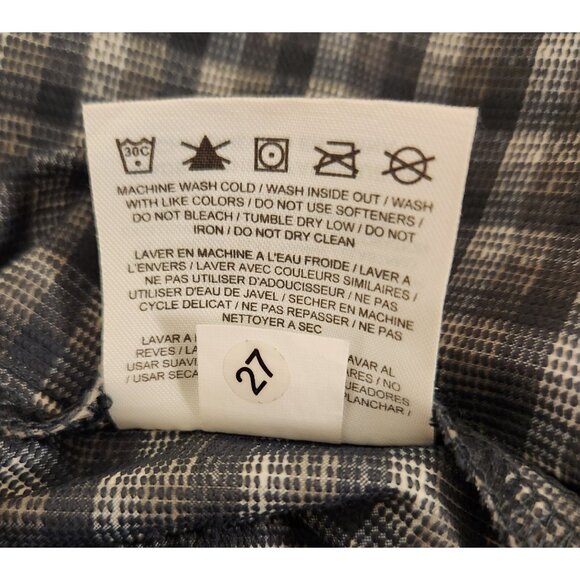 30C
MACHINE WASH COLD / WASH INSIDE OUT / WASH
WITH LIKE COLORS / DO NOT USE SOFTENERS /
DO NOT BLEACH / TUMBLE DRY LOW / DO NOT
IRON / DO NOT DRY CLEAN
LAVER EN MACHINE A L'EAU FROIDE / LAVER A
L'ENVERS / LAVER AVEC COULEURS SIMILAIRES /
NE PAS UTILISER D'ADOUCISSEUR / NE PAS
UTILISER D'EAU DE JAVEL / SECHER EN MACHINE
CYCLE DELICAT / NE PAS REPASSER / NE PAS
NETTOYER A SEC
LAVAR A LAVAR AL
REVES / NO
USAR
/ USAR SECA
PLANCHAR /
27